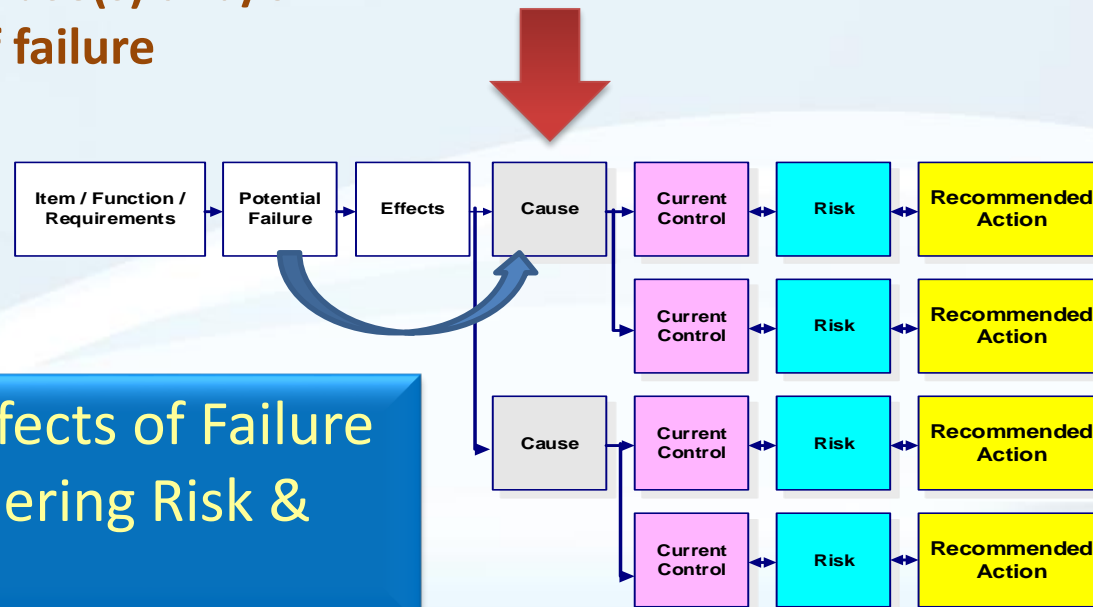 f failure
Item / Function /
Requirements
Potential
Failure
Effects
Cause
Current
Control
Risk
Recommended
Action
Current
Control
Risk
Recommended
Action
Cause
Current
Control
Risk
Recommended
Action
Current
Control
Risk
Recommended
Action
fects of Failure
ering Risk &